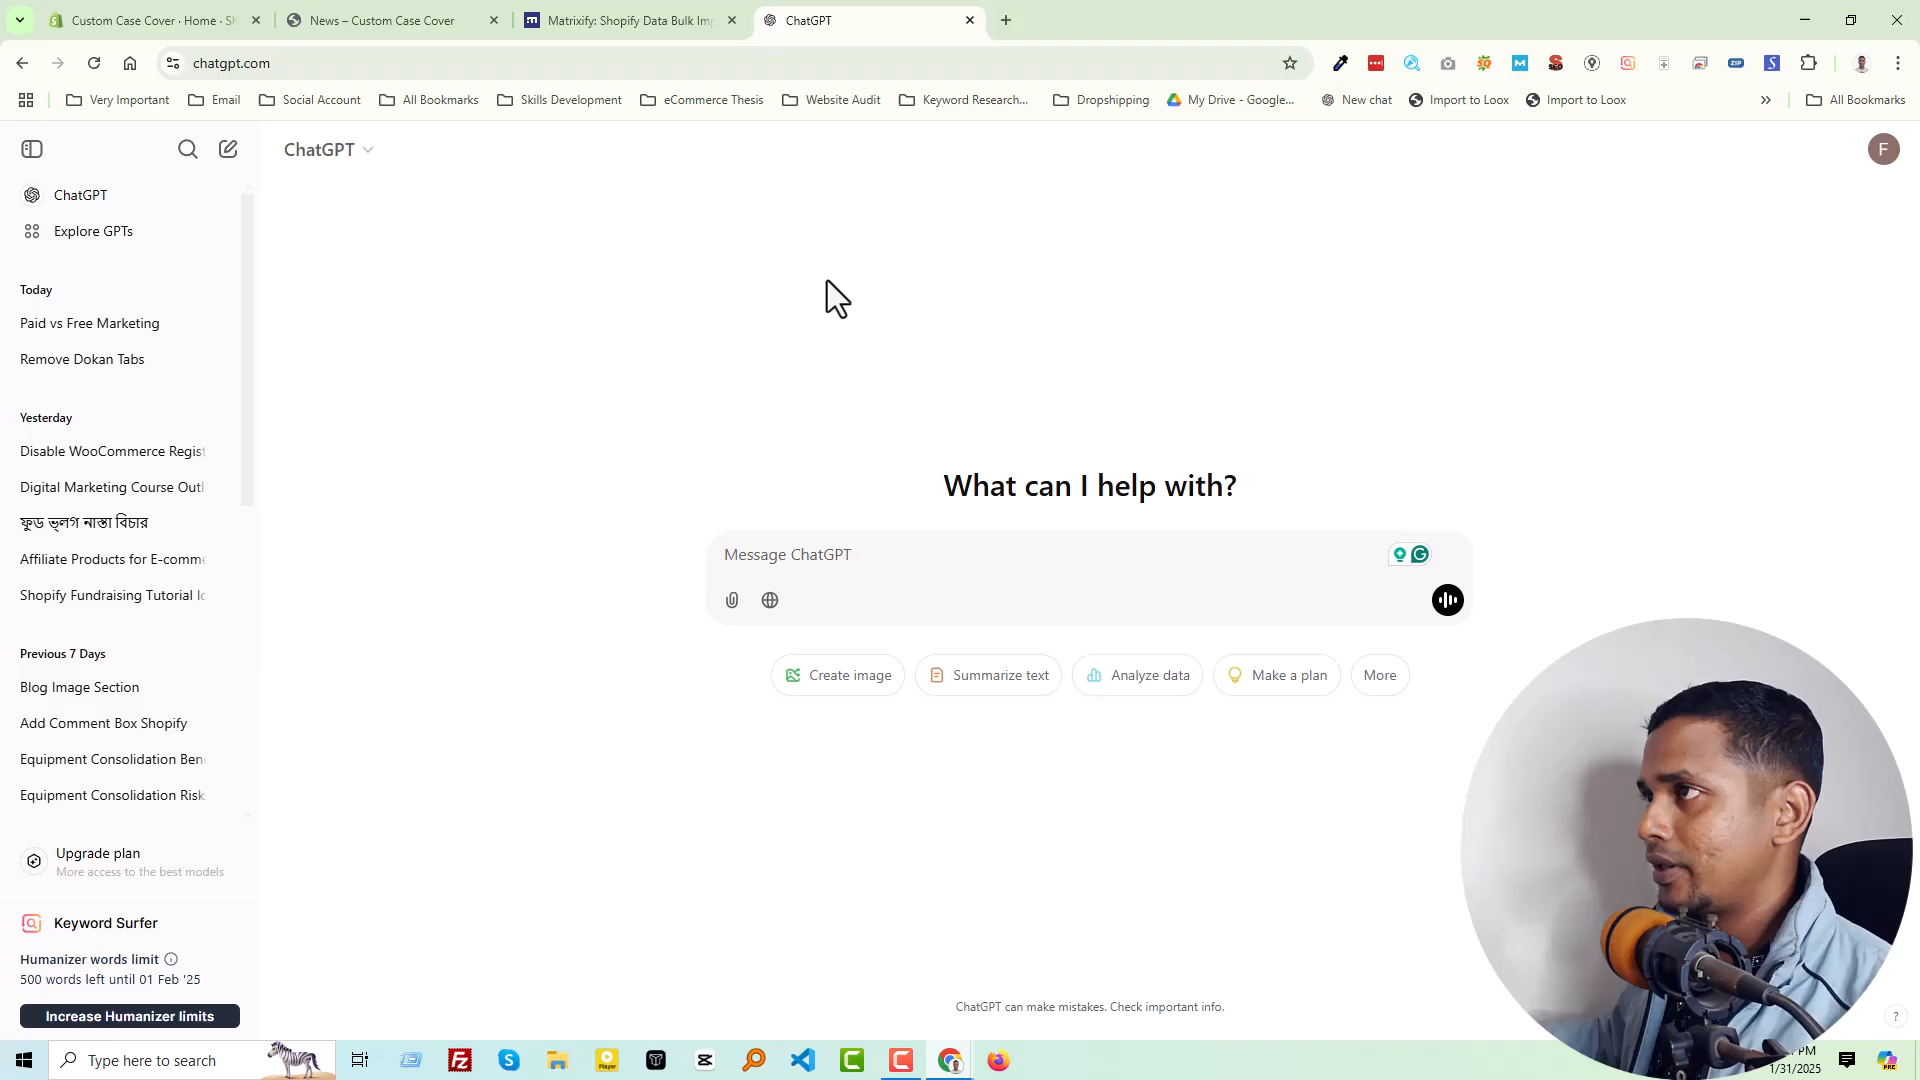 Custom Case Cover · Home · Sh
News – Custom Case Cover
Matrixify: Shopify Data Bulk Imp
ChatGPT
chatgpt.com
Very Important
Email
Social Account
All Bookmarks
Skills Development
eCommerce Thesis
Website Audit
Keyword Research...
Dropshipping
My Drive - Google...
New chat
Import to Loox
Import to Loox
All Bookmarks
ChatGPT
F
ChatGPT
Explore GPTs
Today
Paid vs Free Marketing
Remove Dokan Tabs
Yesterday
Disable WooCommerce Regist
Digital Marketing Course Outl
ফুড ভ্লগ নাস্তা বিচার
Affiliate Products for E-comme
Shopify Fundraising Tutorial Id
Previous 7 Days
Blog Image Section
Add Comment Box Shopify
Equipment Consolidation Bene
Equipment Consolidation Risk
Upgrade plan
More access to the best models
Keyword Surfer
Humanizer words limit
500 words left until 01 Feb '25
Increase Humanizer limits
What can I help with?
Message ChatGPT
Create image
Summarize text
Analyze data
Make a plan
More
ChatGPT can make mistakes. Check important info.
?
Type here to search
PM
1/31/2025